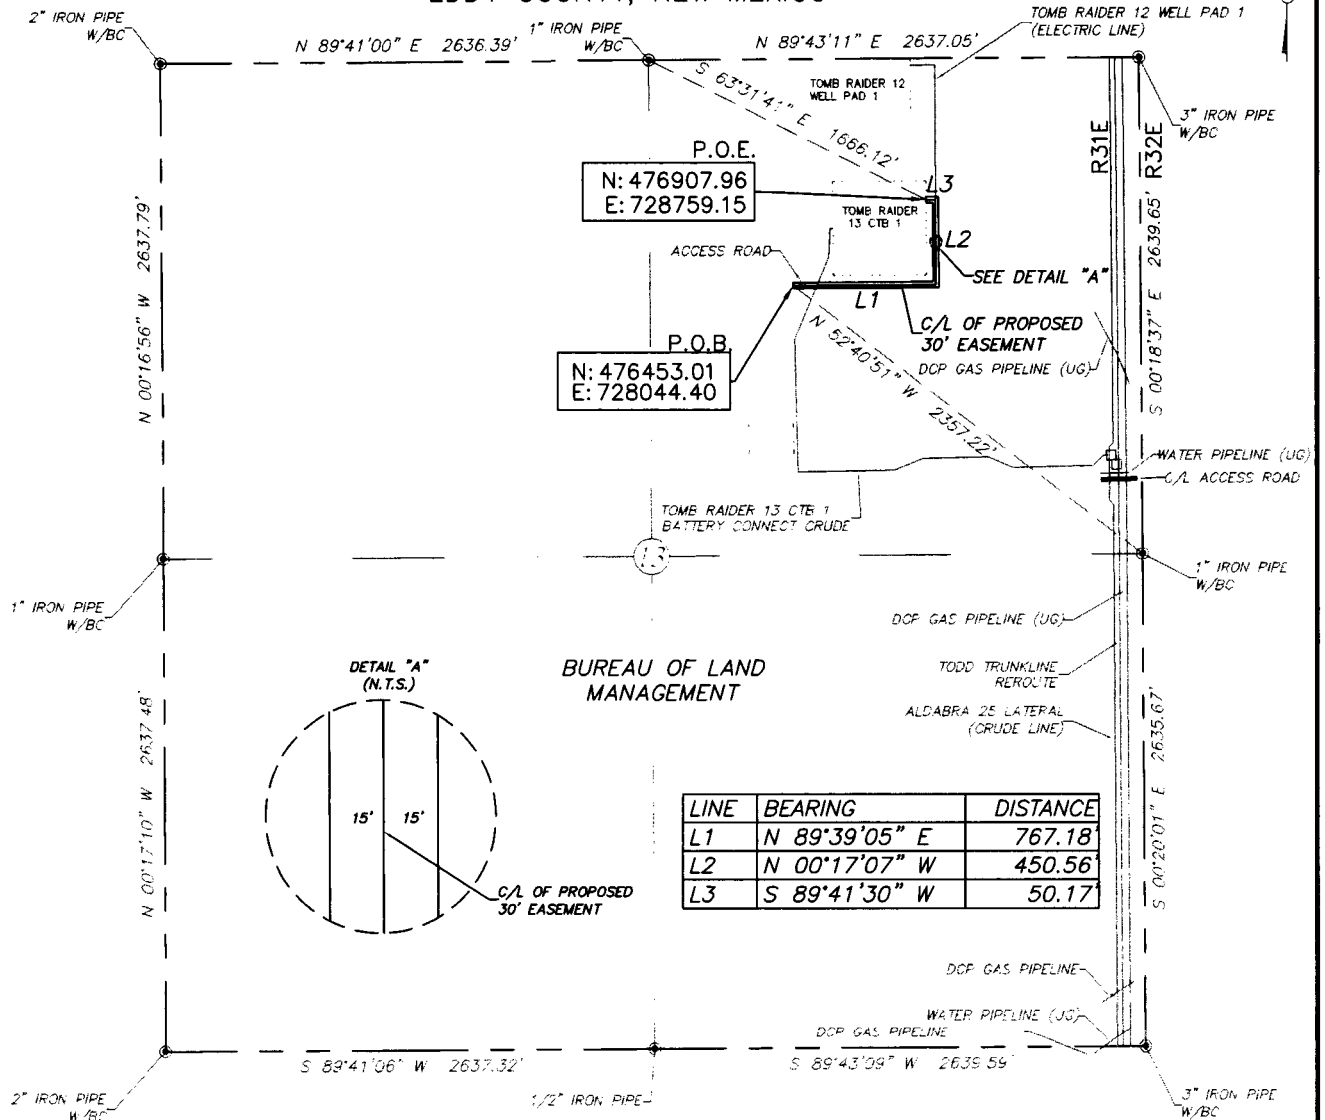 2" IRON PIPE
W/BC
N 89°41'00" E 2636.39'
1" IRON PIPE
W/BC
N 89°43'11" E 2637.05'
TOMB RAIDER 12 WELL PAD 1
(ELECTRIC LINE)
S 63°31'41" E 1666.12'
TOMB RAIDER 12
WELL PAD 1
3" IRON PIPE
W/BC
R31E
R32E
P.O.E.
N: 476907.96
E: 728759.15
L3
TOMB RAIDER
13 CTB 1
L2
ACCESS ROAD
SEE DETAIL "A"
L1
N 00°16'56" W 2637.79'
S 00°18'37" E 2639.65'
C/L OF PROPOSED
30' EASEMENT
P.O.B.
N: 476453.01
E: 728044.40
DCP GAS PIPELINE (UG)
N 52°40'51" W 2357.22'
WATER PIPELINE (UG)
C/L ACCESS ROAD
TOMB RAIDER 13 CTB 1
BATTERY CONNECT CRUDE
13
1" IRON PIPE
W/BC
1" IRON PIPE
W/BC
DCP GAS PIPELINE (UG)
DETAIL "A"
(N.T.S.)
BUREAU OF LAND
MANAGEMENT
TODD TRUNKLINE
REROUTE
ALDABRA 25 LATERAL
(CRUDE LINE)
N 00°17'10" W 2637.48'
S 00°20'01" E 2635.67'
15' 15'
C/L OF PROPOSED
30' EASEMENT
LINE BEARING DISTANCE
L1 N 89°39'05" E 767.18'
L2 N 00°17'07" W 450.56'
L3 S 89°41'30" W 50.17'
DCP GAS PIPELINE
WATER PIPELINE (UG)
DCP GAS PIPELINE
S 89°41'06" W 2637.32'
S 89°43'09" W 2639.59'
2" IRON PIPE
W/BC
1/2" IRON PIPE
3" IRON PIPE
W/BC